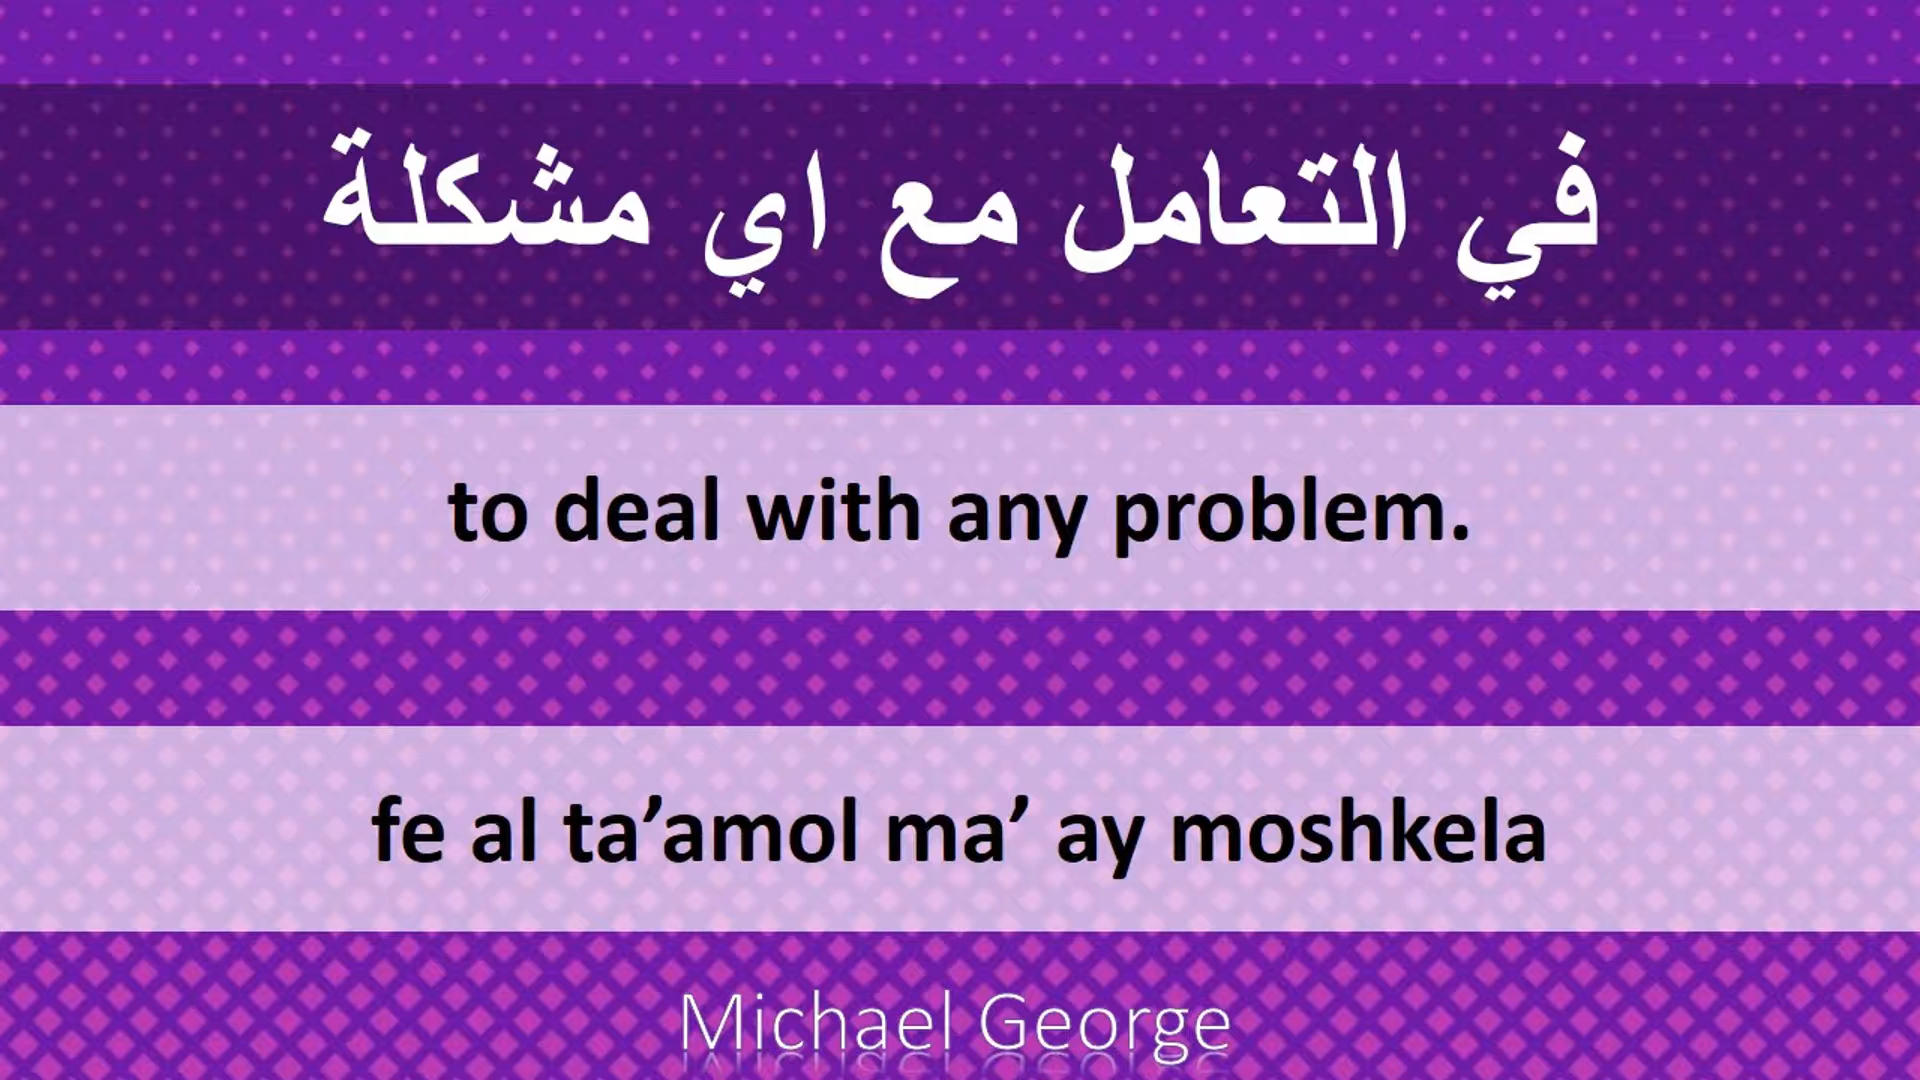 في التعامل مع اي مشكلة
to deal with any problem.
fe al ta’amol ma’ ay moshkela
Michael George